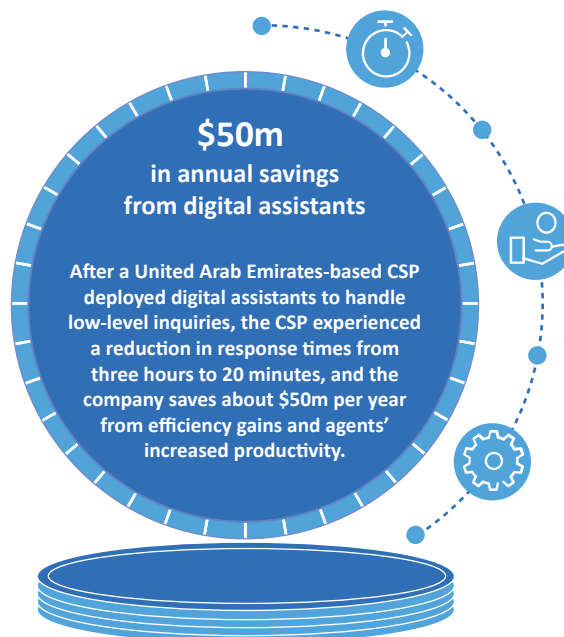 $50m
in annual savings
from digital assistants
After a United Arab Emirates-based CSP
deployed digital assistants to handle
low-level inquiries, the CSP experienced
a reduction in response times from
three hours to 20 minutes, and the
company saves about $50m per year
from efficiency gains and agents’
increased productivity.